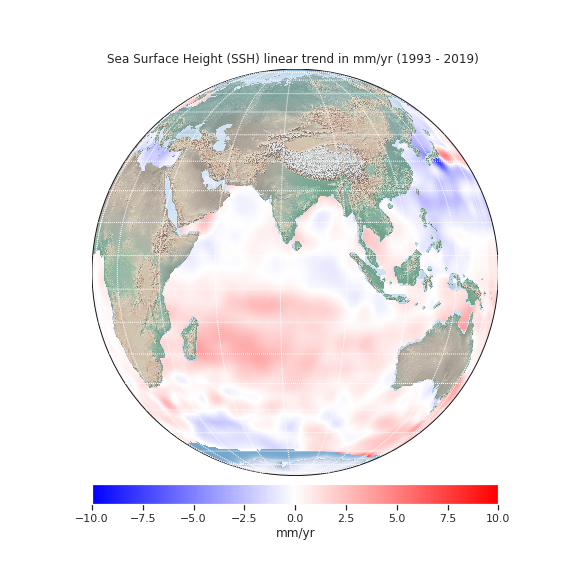 Sea Surface Height (SSH) linear trend in mm/yr (1993 - 2019)
−10.0 −7.5 −5.0 −2.5 0.0 2.5 5.0 7.5 10.0
mm/yr